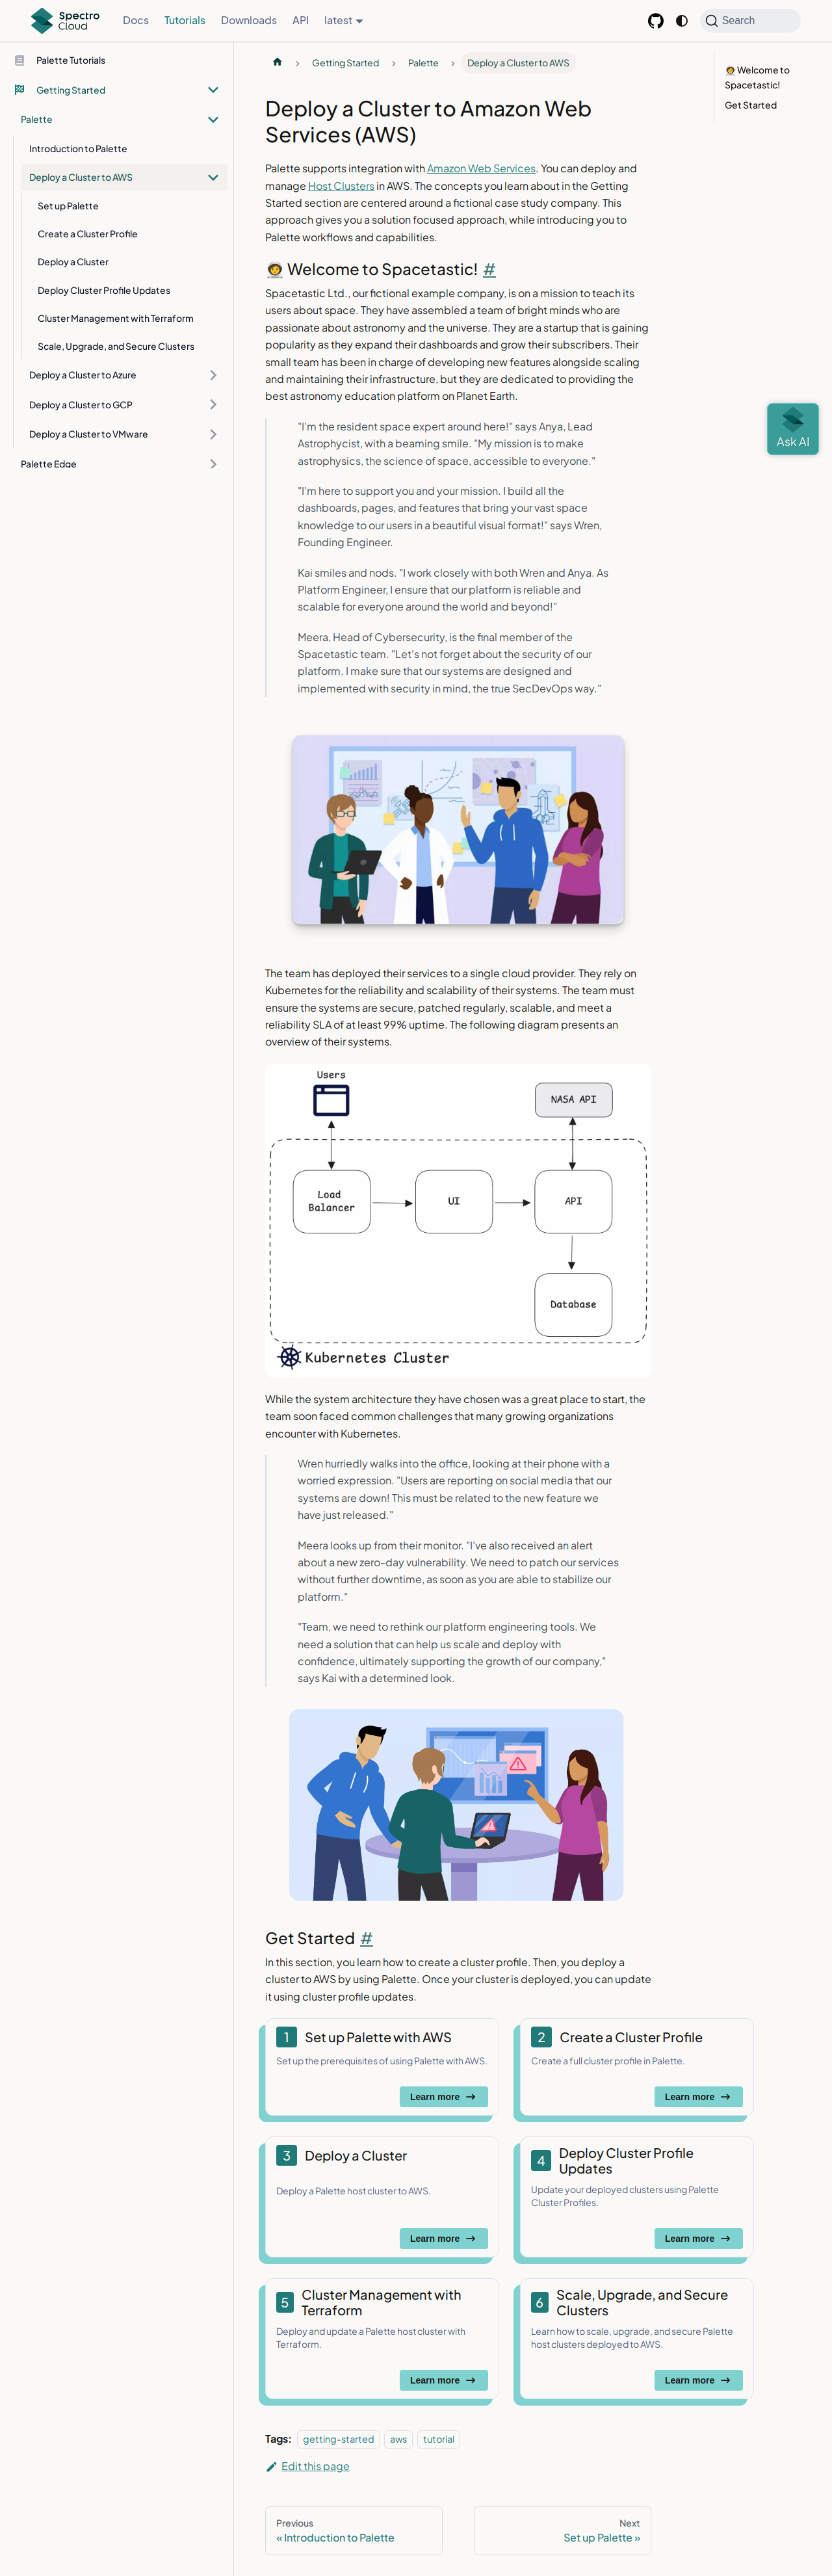 Spectro Cloud
Docs
Tutorials
Downloads
API
latest
Search
Palette Tutorials
Getting Started
Palette
Introduction to Palette
Deploy a Cluster to AWS
Set up Palette
Create a Cluster Profile
Deploy a Cluster
Deploy Cluster Profile Updates
Cluster Management with Terraform
Scale, Upgrade, and Secure Clusters
Deploy a Cluster to Azure
Deploy a Cluster to GCP
Deploy a Cluster to VMware
Palette Edge
Getting Started
Palette
Deploy a Cluster to AWS
Deploy a Cluster to Amazon Web
Services (AWS)
Palette supports integration with Amazon Web Services. You can deploy and
manage Host Clusters in AWS. The concepts you learn about in the Getting
Started section are centered around a fictional case study company. This
approach gives you a solution focused approach, while introducing you to
Palette workflows and capabilities.
🧑‍🚀 Welcome to Spacetastic! #
Spacetastic Ltd., our fictional example company, is on a mission to teach its
users about space. They have assembled a team of bright minds who are
passionate about astronomy and the universe. They are a startup that is gaining
popularity as they expand their dashboards and grow their subscribers. Their
small team has been in charge of developing new features alongside scaling
and maintaining their infrastructure, but they are dedicated to providing the
best astronomy education platform on Planet Earth.
"I'm the resident space expert around here!" says Anya, Lead
Astrophycist, with a beaming smile. "My mission is to make
astrophysics, the science of space, accessible to everyone."
"I'm here to support you and your mission. I build all the
dashboards, pages, and features that bring your vast space
knowledge to our users in a beautiful visual format!" says Wren,
Founding Engineer.
Kai smiles and nods. "I work closely with both Wren and Anya. As
Platform Engineer, I ensure that our platform is reliable and
scalable for everyone around the world and beyond!"
Meera, Head of Cybersecurity, is the final member of the
Spacetastic team. "Let's not forget about the security of our
platform. I make sure that our systems are designed and
implemented with security in mind, the true SecDevOps way."
The team has deployed their services to a single cloud provider. They rely on
Kubernetes for the reliability and scalability of their systems. The team must
ensure the systems are secure, patched regularly, scalable, and meet a
reliability SLA of at least 99% uptime. The following diagram presents an
overview of their systems.
Users
NASA API
Load
Balancer
UI
API
Database
Kubernetes Cluster
While the system architecture they have chosen was a great place to start, the
team soon faced common challenges that many growing organizations
encounter with Kubernetes.
Wren hurriedly walks into the office, looking at their phone with a
worried expression. "Users are reporting on social media that our
systems are down! This must be related to the new feature we
have just released."
Meera looks up from their monitor. "I've also received an alert
about a new zero-day vulnerability. We need to patch our services
without further downtime, as soon as you are able to stabilize our
platform."
"Team, we need to rethink our platform engineering tools. We
need a solution that can help us scale and deploy with
confidence, ultimately supporting the growth of our company,"
says Kai with a determined look.
Get Started #
In this section, you learn how to create a cluster profile. Then, you deploy a
cluster to AWS by using Palette. Once your cluster is deployed, you can update
it using cluster profile updates.
1 Set up Palette with AWS
Set up the prerequisites of using Palette with AWS.
Learn more →
2 Create a Cluster Profile
Create a full cluster profile in Palette.
Learn more →
3 Deploy a Cluster
Deploy a Palette host cluster to AWS.
Learn more →
4 Deploy Cluster Profile
Updates
Update your deployed clusters using Palette
Cluster Profiles.
Learn more →
5 Cluster Management with
Terraform
Deploy and update a Palette host cluster with
Terraform.
Learn more →
6 Scale, Upgrade, and Secure
Clusters
Learn how to scale, upgrade, and secure Palette
host clusters deployed to AWS.
Learn more →
Tags: getting-started aws tutorial
Edit this page
Previous
« Introduction to Palette
Next
Set up Palette »
🧑‍🚀 Welcome to
Spacetastic!
Get Started
Ask AI